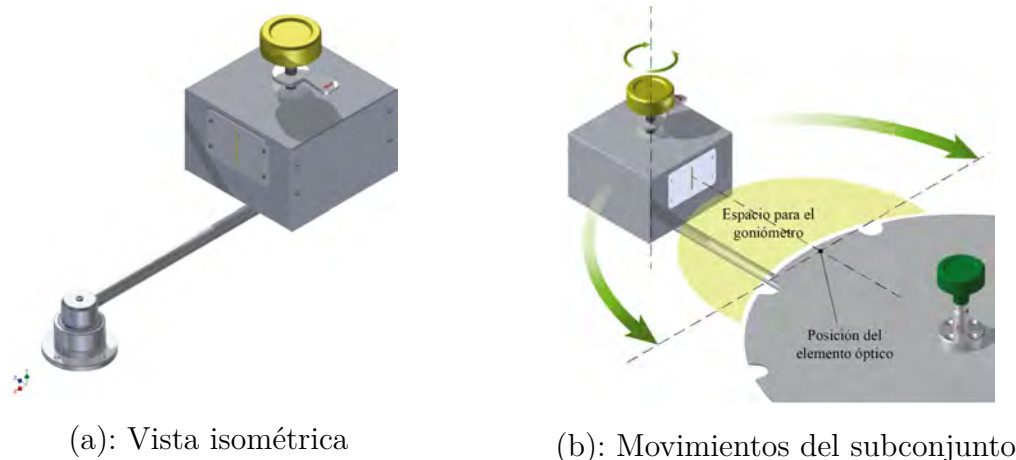 Espacio para el
goniómetro
Posición del
elemento óptico
(a): Vista isométrica
(b): Movimientos del subconjunto